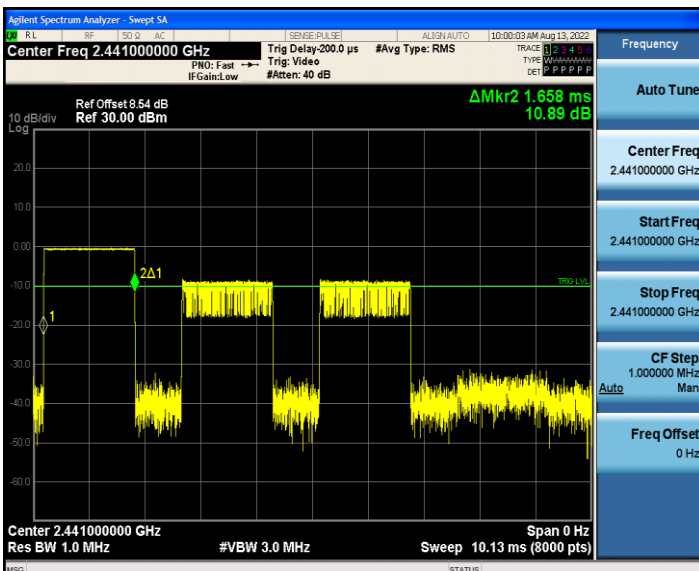 Agilent Spectrum Analyzer - Swept SA
RL RF 50 Ω AC SENSE:PULSE ALIGN AUTO 10:00:03 AM Aug 13, 2022
Center Freq 2.441000000 GHz
PNO: Fast
IFGain:Low
Trig Delay-200.0 µs
Trig: Video
#Atten: 40 dB
#Avg Type: RMS
TRACE 1 2 3 4 5 6
TYPE W
DET P P P P P P
Frequency
ΔMkr2 1.658 ms
10.89 dB
Ref Offset 8.54 dB
10 dB/div Ref 30.00 dBm
Log
20.0
10.0
0.00
-10.0
-20.0
-30.0
-40.0
-50.0
-60.0
2Δ1
1
TRIG LVL
Center 2.441000000 GHz
Span 0 Hz
Res BW 1.0 MHz
#VBW 3.0 MHz
Sweep 10.13 ms (8000 pts)
MSG
STATUS
Auto Tune
Center Freq
2.441000000 GHz
Start Freq
2.441000000 GHz
Stop Freq
2.441000000 GHz
CF Step
1.000000 MHz
Auto Man
Freq Offset
0 Hz